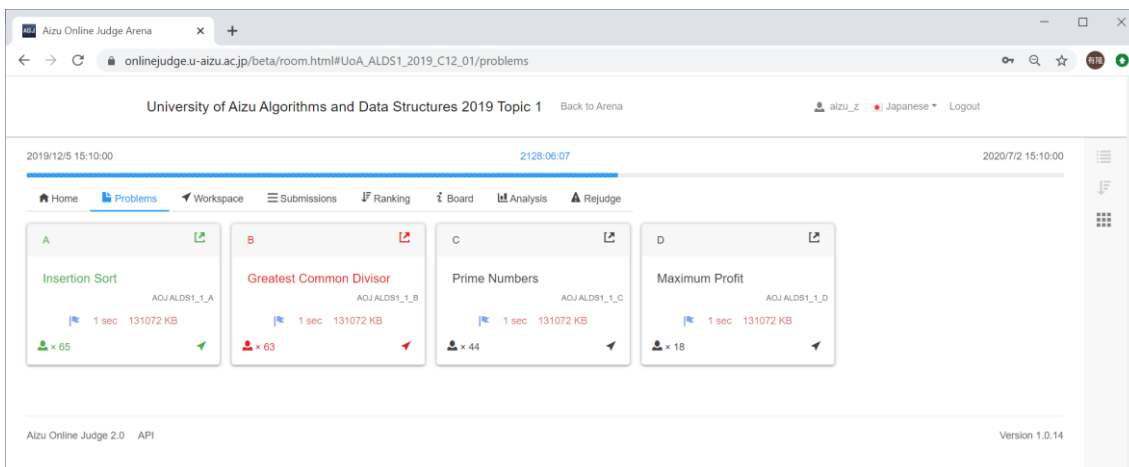 AOJ Aizu Online Judge Arena
onlinejudge.u-aizu.ac.jp/beta/room.html#UoA_ALDS1_2019_C12_01/problems
有隆
University of Aizu Algorithms and Data Structures 2019 Topic 1 Back to Arena aizu_z Japanese Logout
2019/12/5 15:10:00 2128:06:07 2020/7/2 15:10:00
Home Problems Workspace Submissions Ranking Board Analysis Rejudge
A B C D
Insertion Sort Greatest Common Divisor Prime Numbers Maximum Profit
AOJ ALDS1_1_A AOJ ALDS1_1_B AOJ ALDS1_1_C AOJ ALDS1_1_D
1 sec 131072 KB 1 sec 131072 KB 1 sec 131072 KB 1 sec 131072 KB
× 65 × 63 × 44 × 18
Aizu Online Judge 2.0 API Version 1.0.14